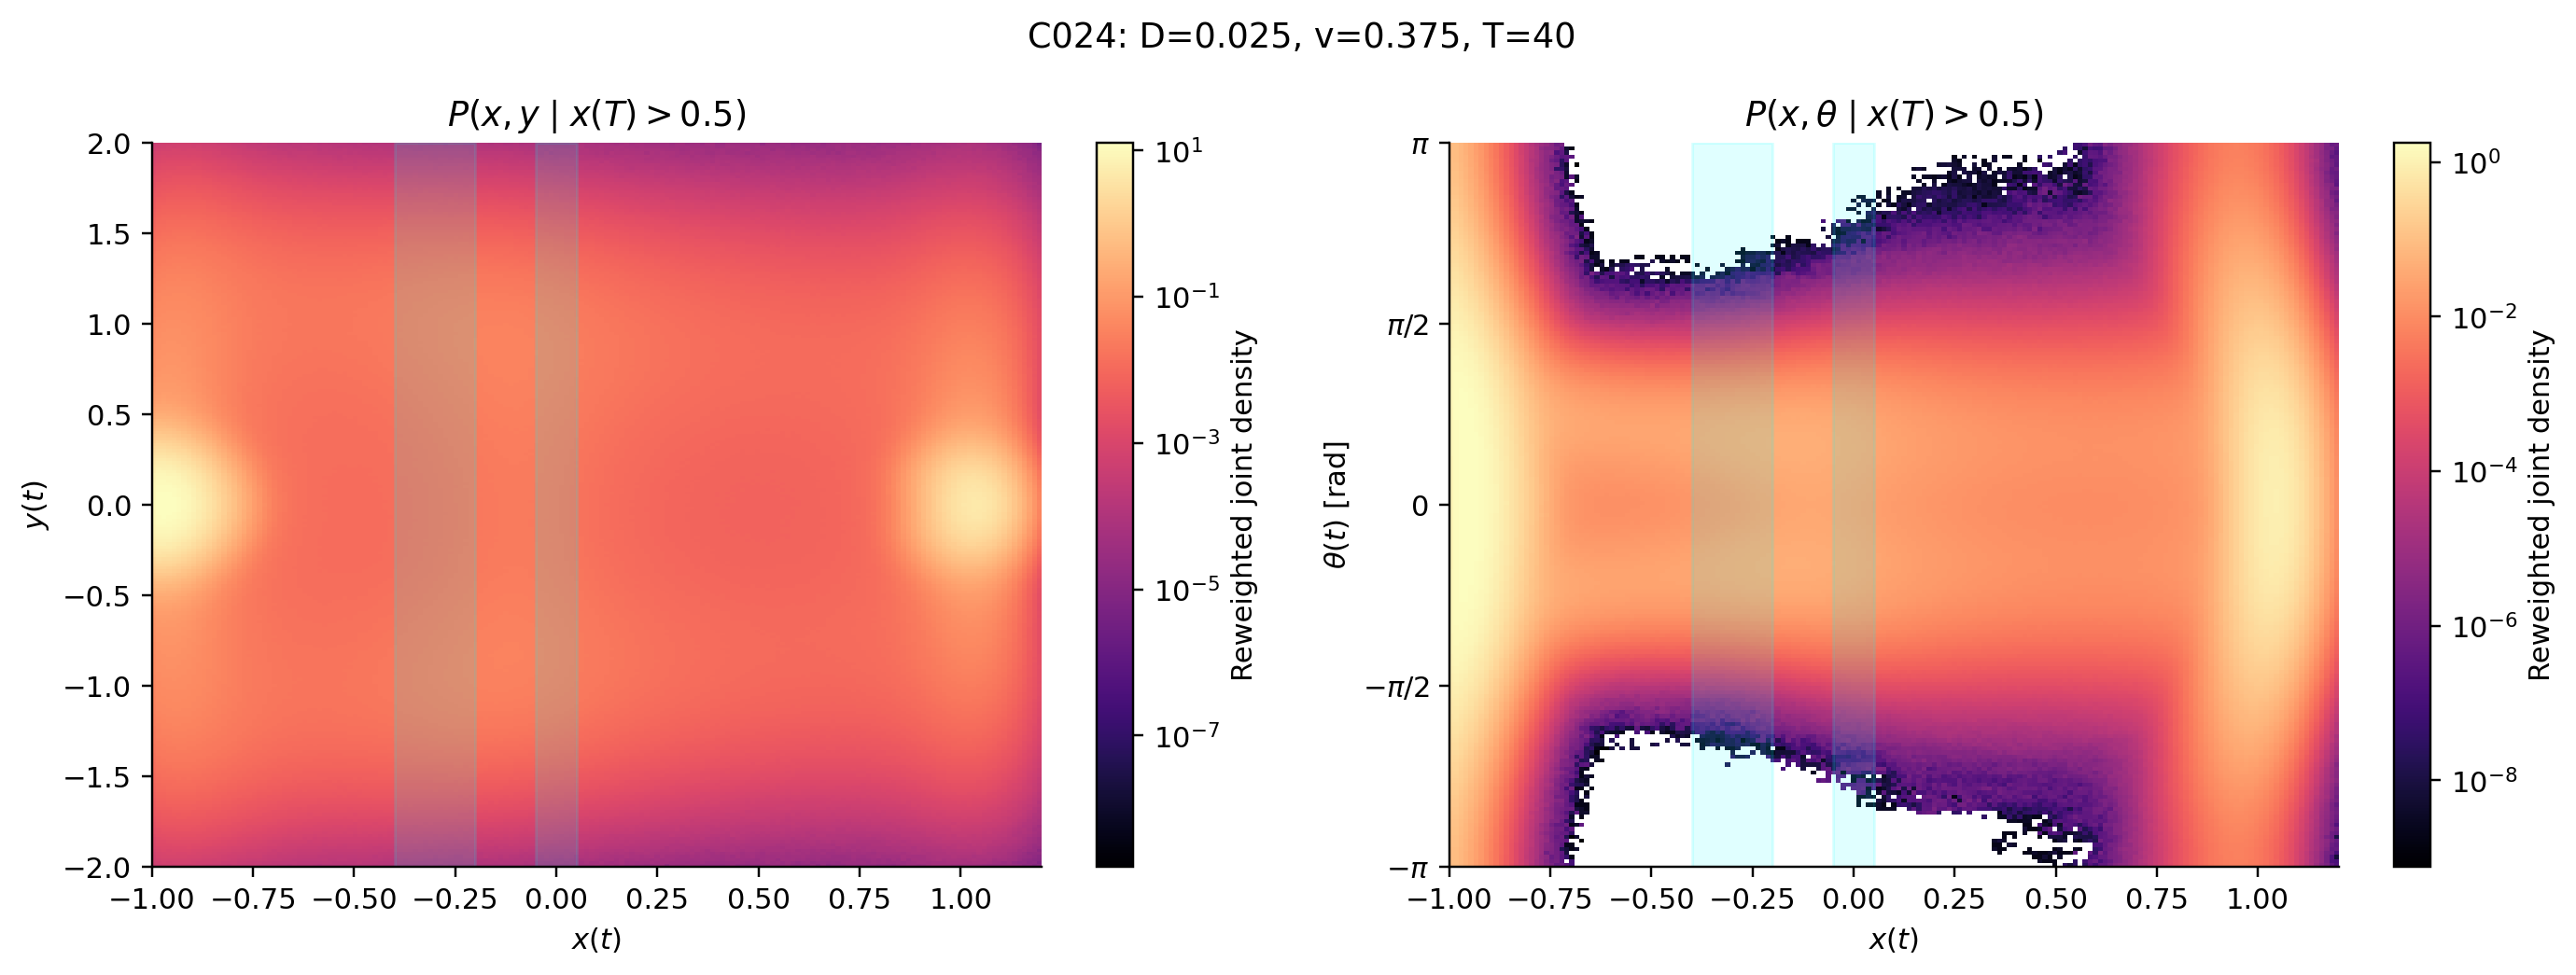 C024: D=0.025, v=0.375, T=40
P(x, y | x(T) > 0.5)
2.0
1.5
1.0
0.5
0.0
−0.5
−1.0
−1.5
−2.0
y(t)
−1.00 −0.75 −0.50 −0.25 0.00 0.25 0.50 0.75 1.00
x(t)
10¹
10⁻¹
10⁻³
10⁻⁵
10⁻⁷
Reweighted joint density
P(x, θ | x(T) > 0.5)
π
π/2
0
−π/2
−π
θ(t) [rad]
−1.00 −0.75 −0.50 −0.25 0.00 0.25 0.50 0.75 1.00
x(t)
10⁰
10⁻²
10⁻⁴
10⁻⁶
10⁻⁸
Reweighted joint density